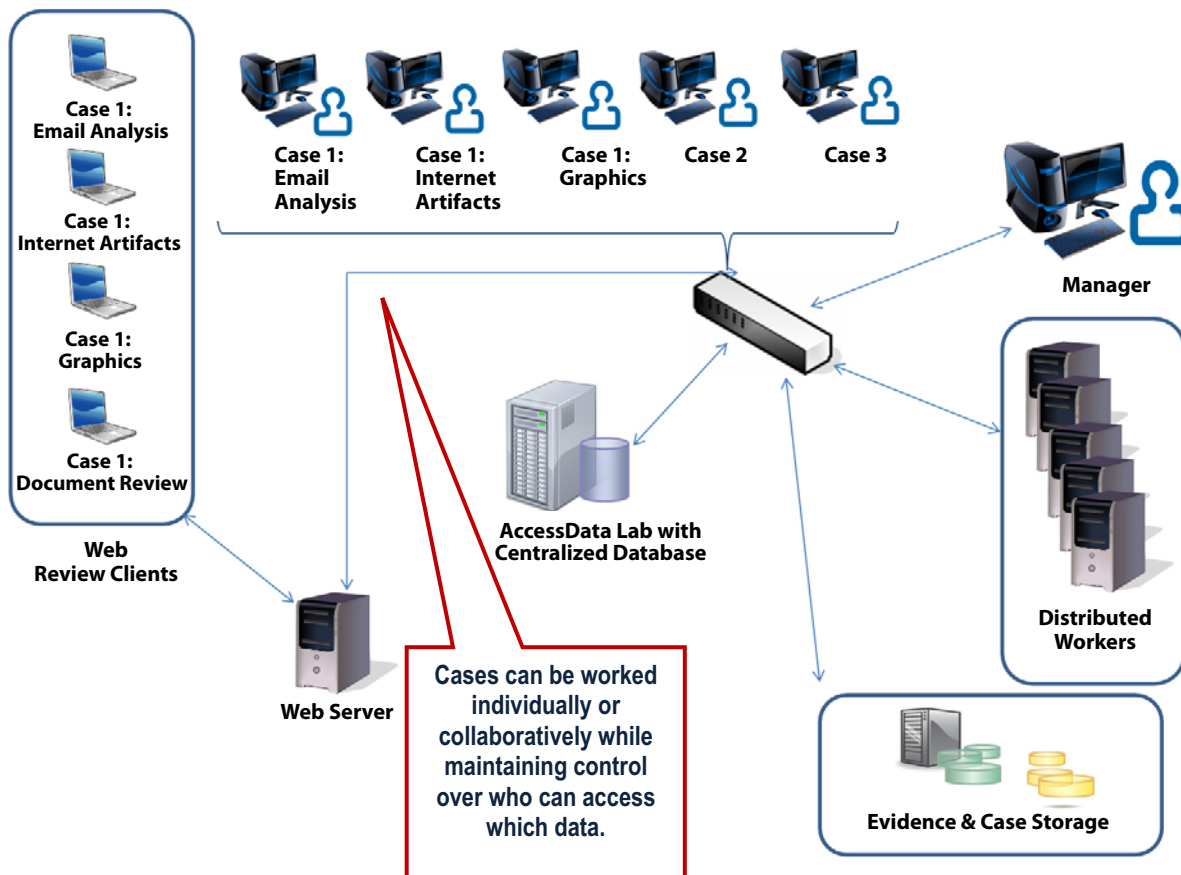 Case 1:
Email Analysis
Case 1:
Internet Artifacts
Case 1:
Graphics
Case 1:
Document Review
Web
Review Clients
Case 1:
Email
Analysis
Case 1:
Internet
Artifacts
Case 1:
Graphics
Case 2
Case 3
Manager
AccessData Lab with
Centralized Database
Distributed
Workers
Web Server
Cases can be worked
individually or
collaboratively while
maintaining control
over who can access
which data.
Evidence & Case Storage